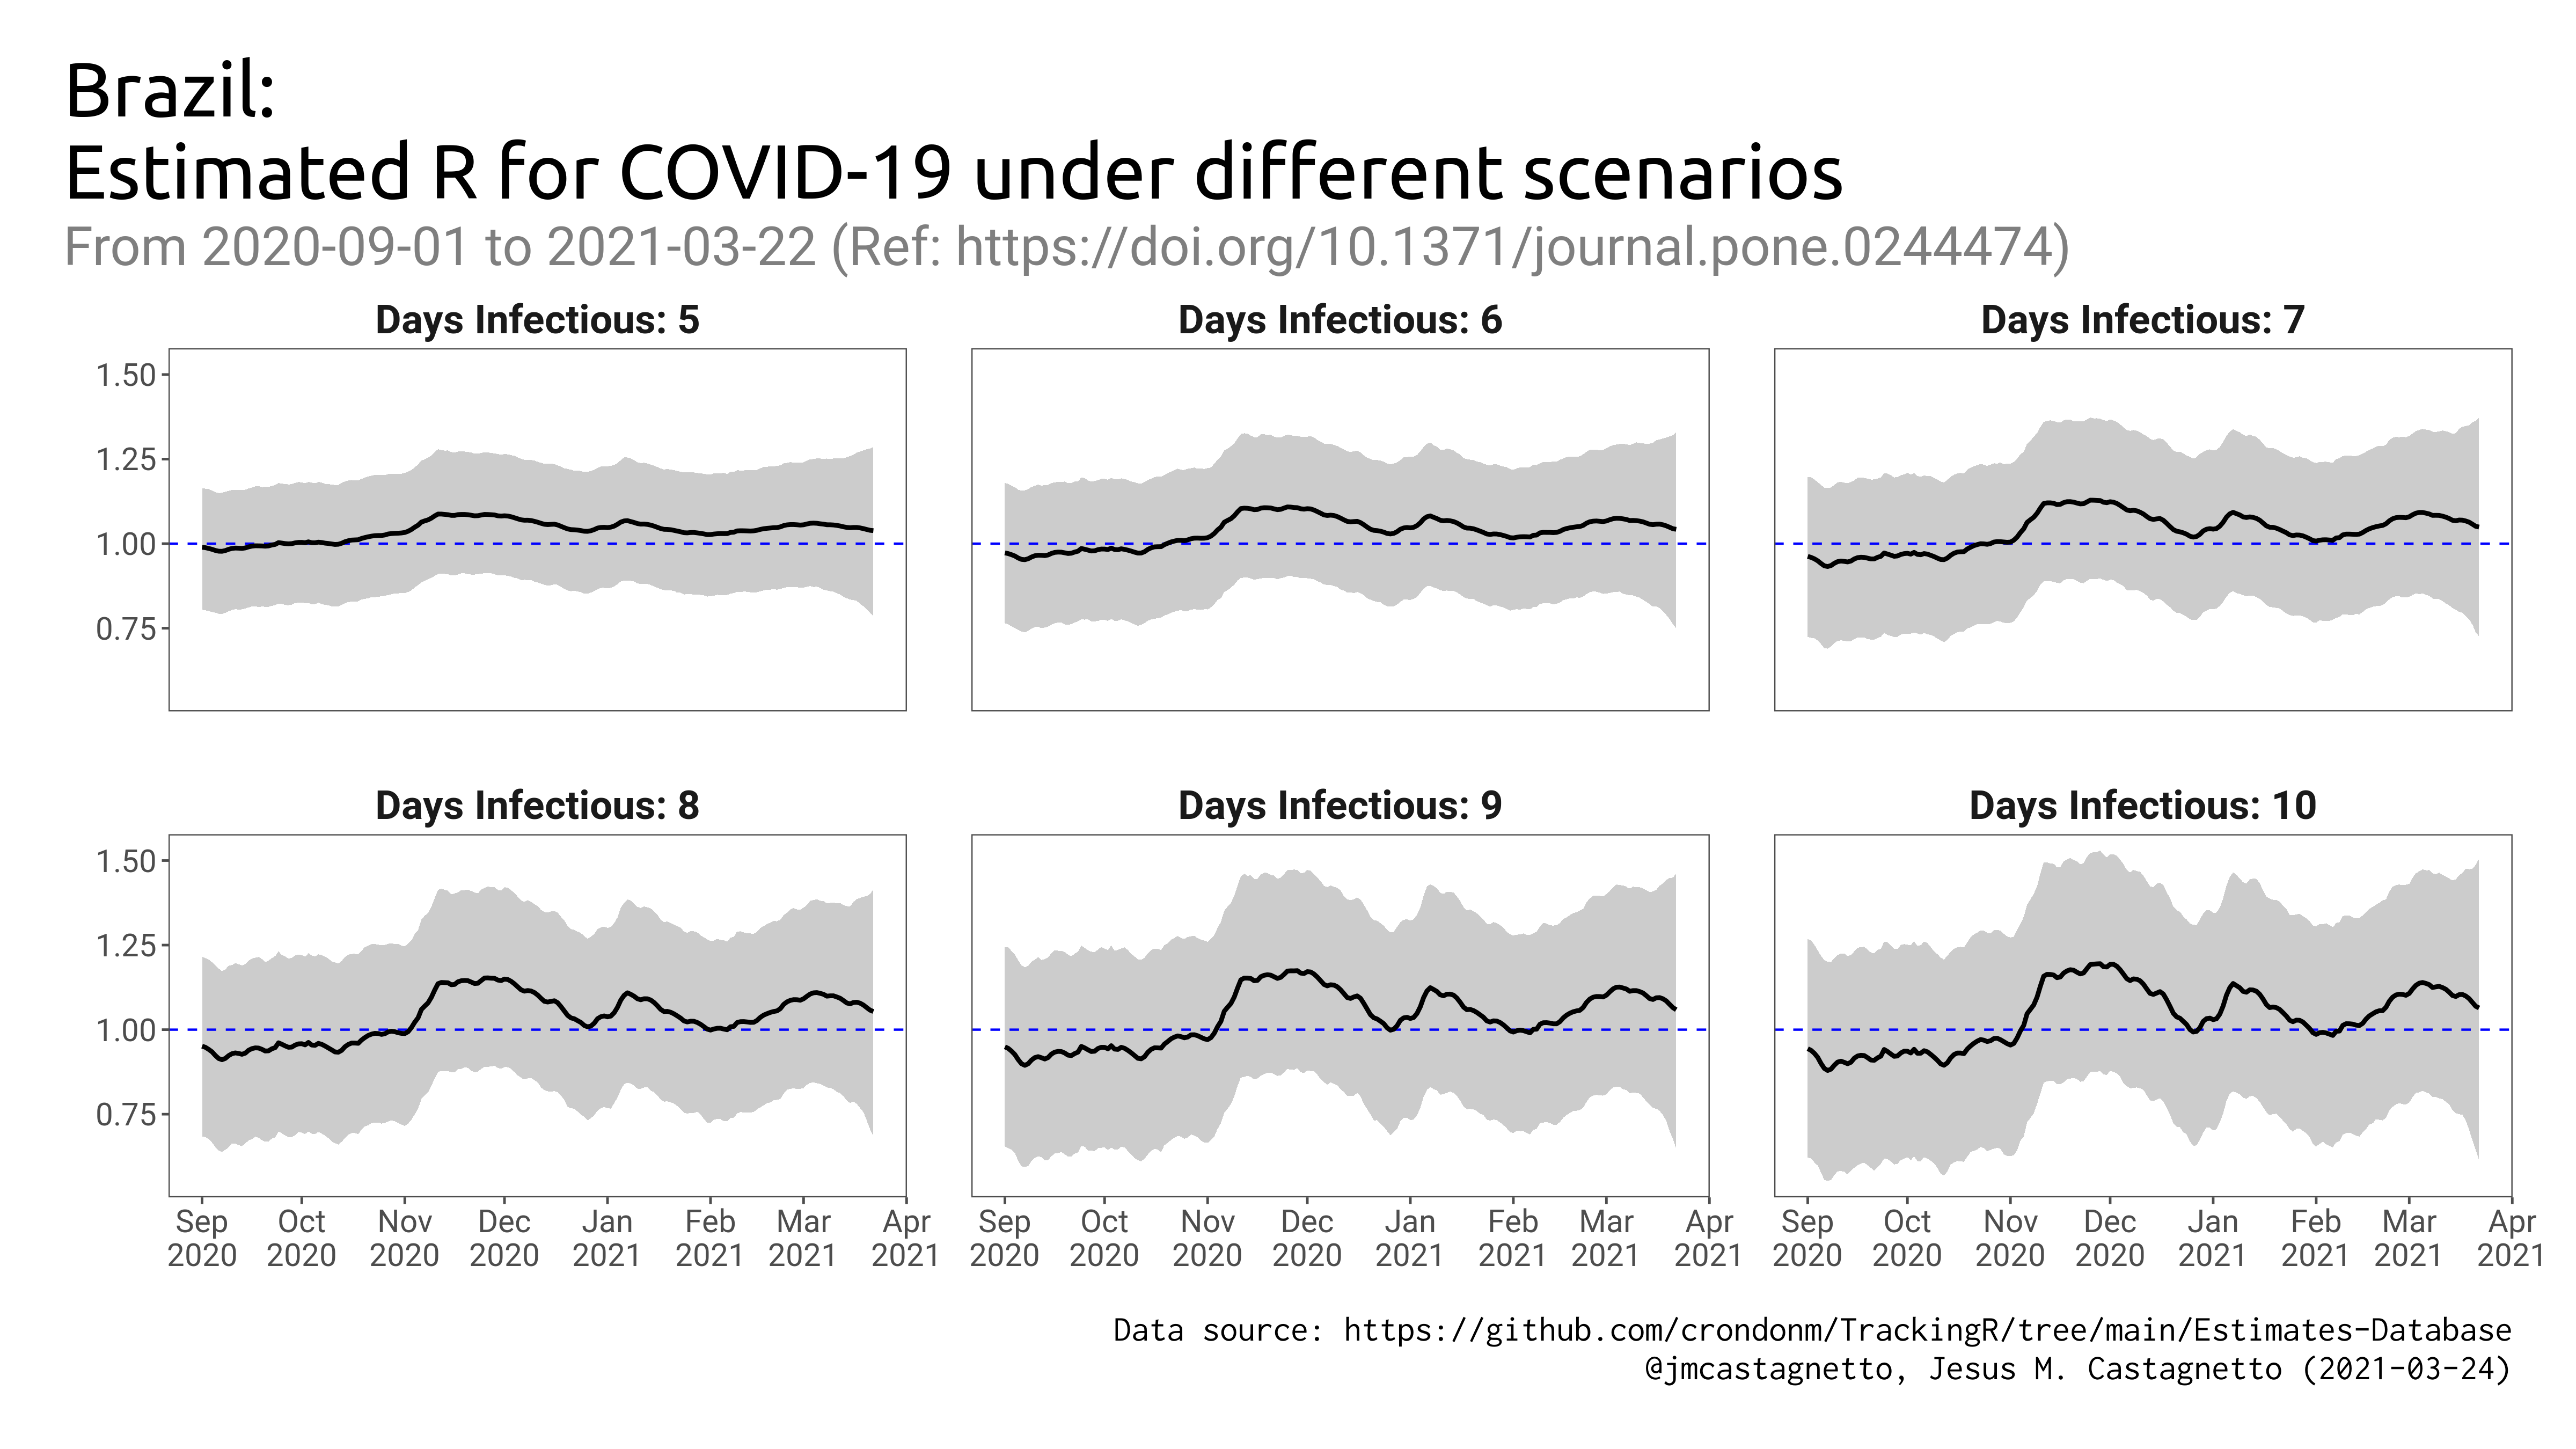 Brazil:
Estimated R for COVID-19 under different scenarios
From 2020-09-01 to 2021-03-22 (Ref: https://doi.org/10.1371/journal.pone.0244474)
Days Infectious: 5
Days Infectious: 6
Days Infectious: 7
1.50
1.25
1.00
0.75
Days Infectious: 8
Days Infectious: 9
Days Infectious: 10
1.50
1.25
1.00
0.75
Sep Oct Nov Dec Jan Feb Mar Apr
2020 2020 2020 2020 2021 2021 2021 2021
Sep Oct Nov Dec Jan Feb Mar Apr
2020 2020 2020 2020 2021 2021 2021 2021
Sep Oct Nov Dec Jan Feb Mar Apr
2020 2020 2020 2020 2021 2021 2021 2021
Data source: https://github.com/crondonm/TrackingR/tree/main/Estimates-Database
@jmcastagnetto, Jesus M. Castagnetto (2021-03-24)